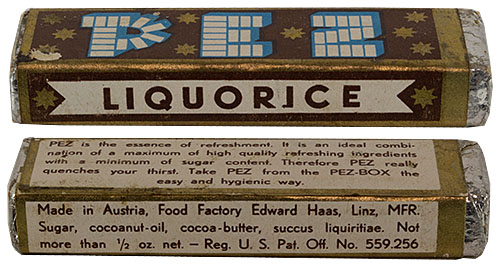 PEZ
LIQUORICE
PEZ is the essence of refreshment. It is an ideal combi-
nation of a maximum of high quality refreshing ingredients
with a minimum of sugar content. Therefore PEZ really
quenches your thirst. Take PEZ from the PEZ-BOX the
easy and hygienic way.
Made in Austria, Food Factory Edward Haas, Linz, MFR.
Sugar, cocoanut-oil, cocoa-butter, succus liquiritiae. Not
more than ½ oz. net. — Reg. U. S. Pat. Off. No. 559.256